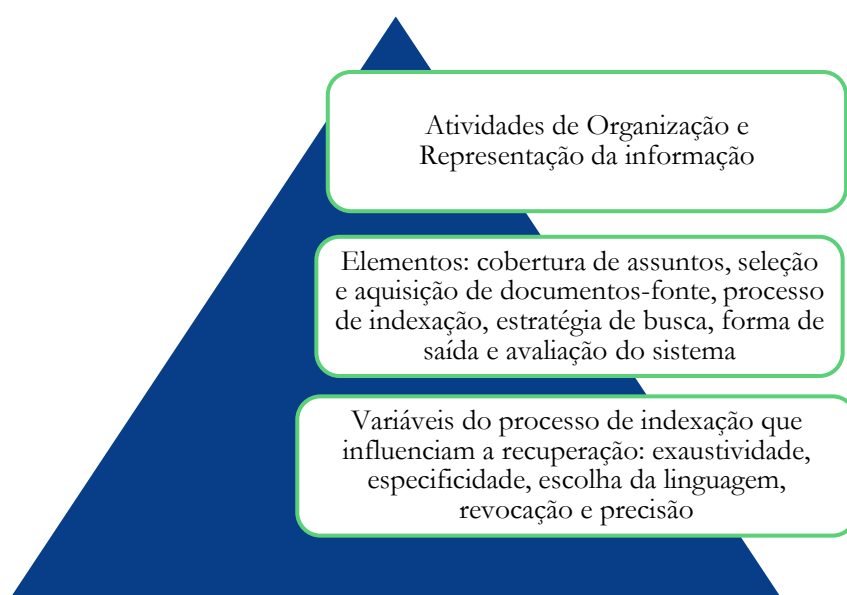 Atividades de Organização e
Representação da informação
Elementos: cobertura de assuntos, seleção
e aquisição de documentos-fonte, processo
de indexação, estratégia de busca, forma de
saída e avaliação do sistema
Variáveis do processo de indexação que
influenciam a recuperação: exaustividade,
especificidade, escolha da linguagem,
revocação e precisão